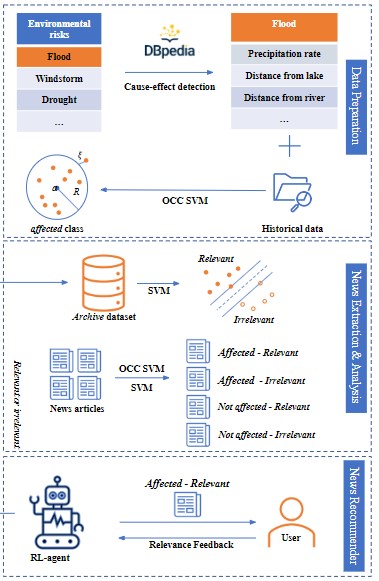 Environmental
risks
Flood
Windstorm
Drought
...
DBpedia
Cause-effect detection
Flood
Precipitation rate
Distance from lake
Distance from river
...
Data Preparation
ξ
a
R
affected class
OCC SVM
Historical data
Archive dataset
SVM
Relevant
Irrelevant
News Extraction & Analysis
News articles
OCC SVM
SVM
Affected - Relevant
Affected - Irrelevant
Not affected - Relevant
Not affected - Irrelevant
RL-agent
Affected - Relevant
Relevance Feedback
User
News Recommender